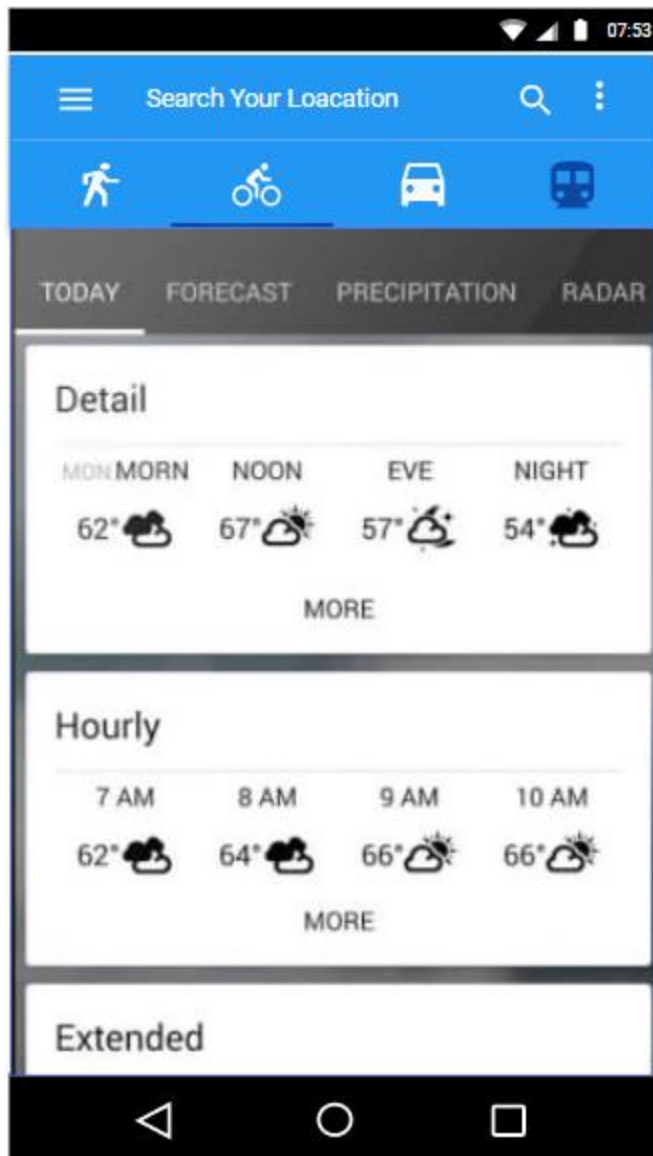 07:53
Search Your Loacation
TODAY FORECAST PRECIPITATION RADAR
Detail
MON MORN NOON EVE NIGHT
62° 67° 57° 54°
MORE
Hourly
7 AM 8 AM 9 AM 10 AM
62° 64° 66° 66°
MORE
Extended